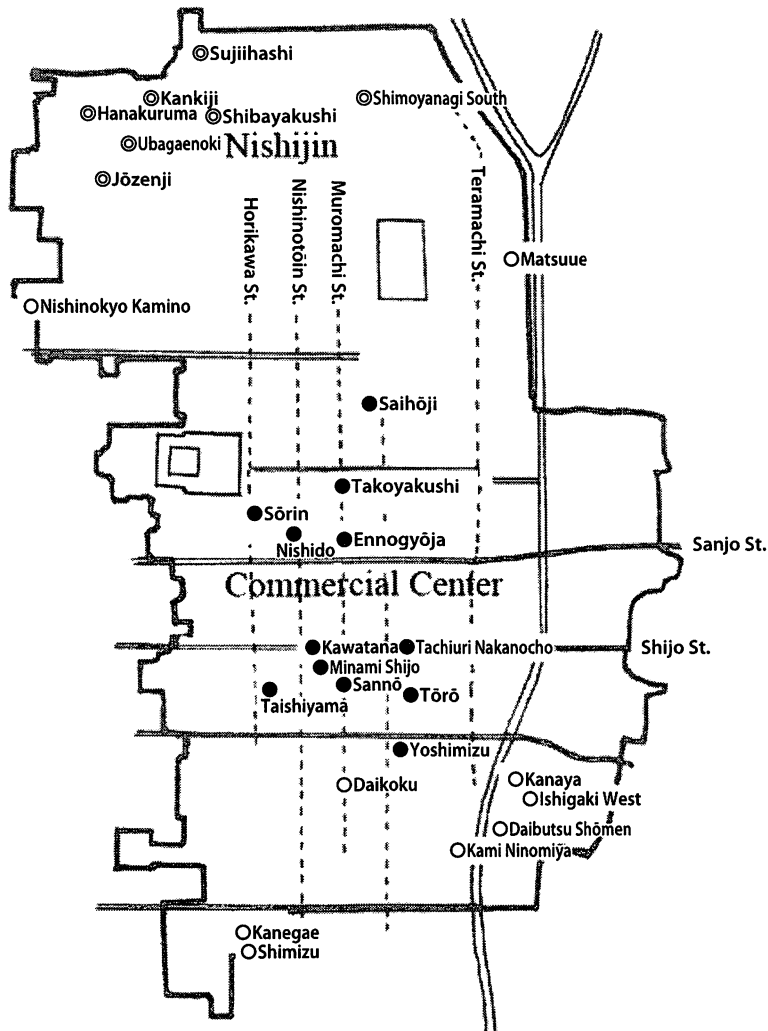 Sujiihashi
Kankiji
Shimoyanagi South
Hanakuruma
Shibayakushi
Ubagaenoki
Nishijin
Jōzenji
Horikawa St.
Nishinotōin St.
Muromachi St.
Teramachi St.
Matsuue
Nishinokyo Kamino
Saihōji
Takoyakushi
Sōrin
Nishido
Ennogyōja
Sanjo St.
Commercial Center
Kawatana
Tachiuri Nakanocho
Shijo St.
Minami Shijo
Sannō
Taishiyama
Tōrō
Yoshimizu
Daikoku
Kanaya
Ishigaki West
Daibutsu Shōmen
Kami Ninomiya
Kanegae
Shimizu